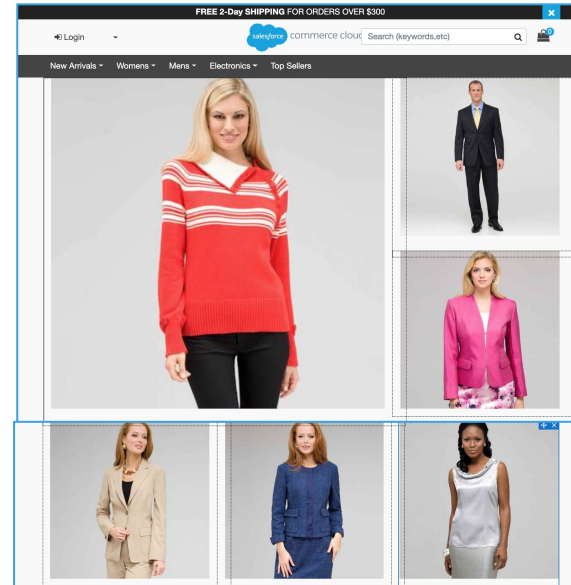 FREE 2-Day SHIPPING FOR ORDERS OVER $300
Login
salesforce commerce cloud
Search (keywords,etc)
0
New Arrivals Womens Mens Electronics Top Sellers